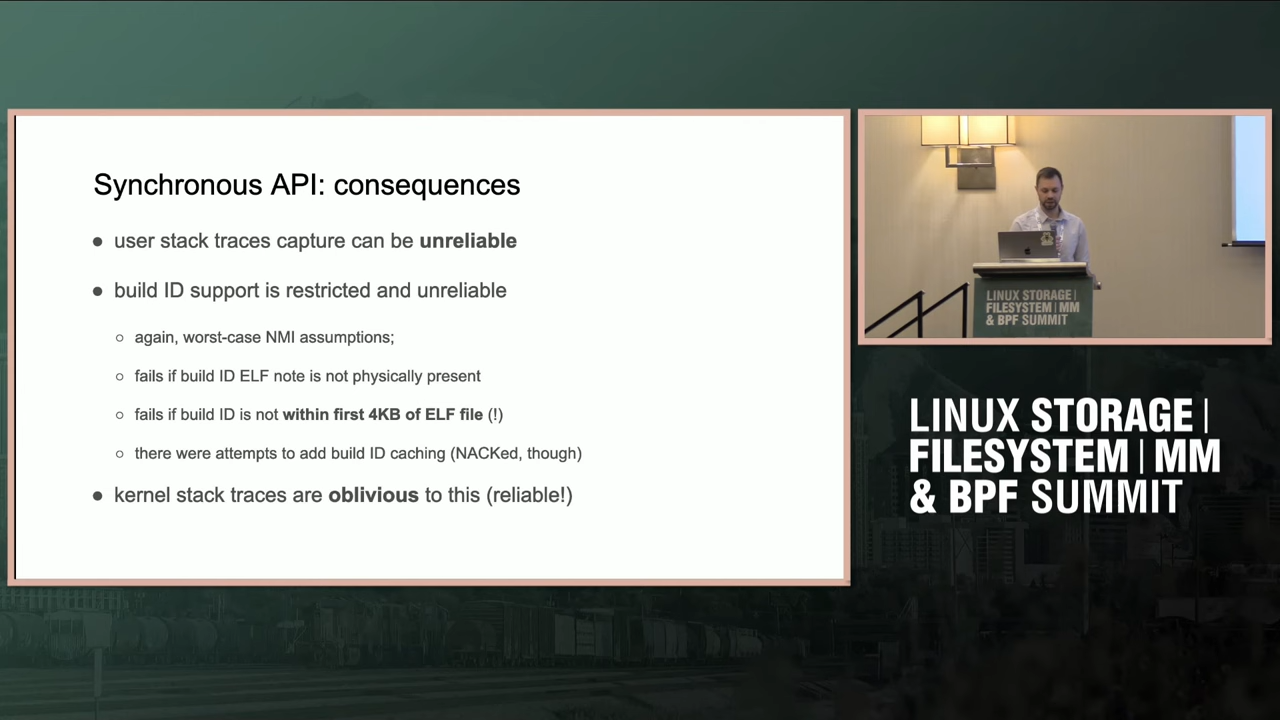 Synchronous API: consequences
● user stack traces capture can be unreliable
● build ID support is restricted and unreliable
○ again, worst-case NMI assumptions;
○ fails if build ID ELF note is not physically present
○ fails if build ID is not within first 4KB of ELF file (!)
○ there were attempts to add build ID caching (NACKed, though)
● kernel stack traces are oblivious to this (reliable!)
LINUX STORAGE |
FILESYSTEM | MM
& BPF SUMMIT
LINUX STORAGE |
FILESYSTEM | MM
& BPF SUMMIT